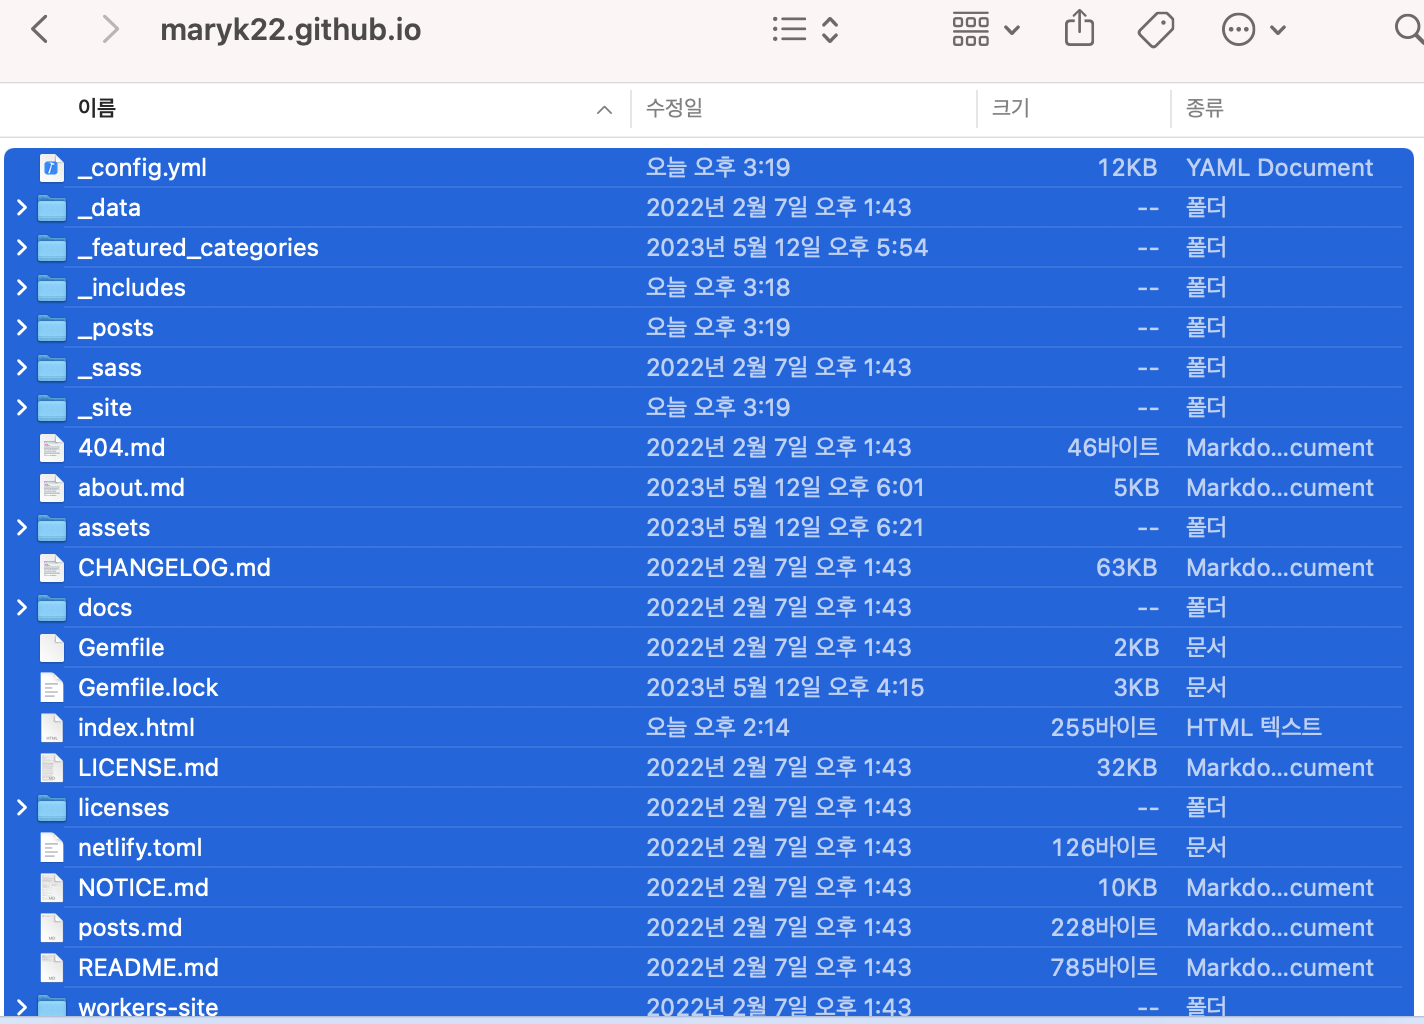 maryk22.github.io
이름 수정일 크기 종류
_config.yml 오늘 오후 3:19 12KB YAML Document
_data 2022년 2월 7일 오후 1:43 -- 폴더
_featured_categories 2023년 5월 12일 오후 5:54 -- 폴더
_includes 오늘 오후 3:18 -- 폴더
_posts 오늘 오후 3:19 -- 폴더
_sass 2022년 2월 7일 오후 1:43 -- 폴더
_site 오늘 오후 3:19 -- 폴더
404.md 2022년 2월 7일 오후 1:43 46바이트 Markdo...cument
about.md 2023년 5월 12일 오후 6:01 5KB Markdo...cument
assets 2023년 5월 12일 오후 6:21 -- 폴더
CHANGELOG.md 2022년 2월 7일 오후 1:43 63KB Markdo...cument
docs 2022년 2월 7일 오후 1:43 -- 폴더
Gemfile 2022년 2월 7일 오후 1:43 2KB 문서
Gemfile.lock 2023년 5월 12일 오후 4:15 3KB 문서
index.html 오늘 오후 2:14 255바이트 HTML 텍스트
LICENSE.md 2022년 2월 7일 오후 1:43 32KB Markdo...cument
licenses 2022년 2월 7일 오후 1:43 -- 폴더
netlify.toml 2022년 2월 7일 오후 1:43 126바이트 문서
NOTICE.md 2022년 2월 7일 오후 1:43 10KB Markdo...cument
posts.md 2022년 2월 7일 오후 1:43 228바이트 Markdo...cument
README.md 2022년 2월 7일 오후 1:43 785바이트 Markdo...cument
workers-site 2022년 2월 7일 오후 1:43 -- 폴더